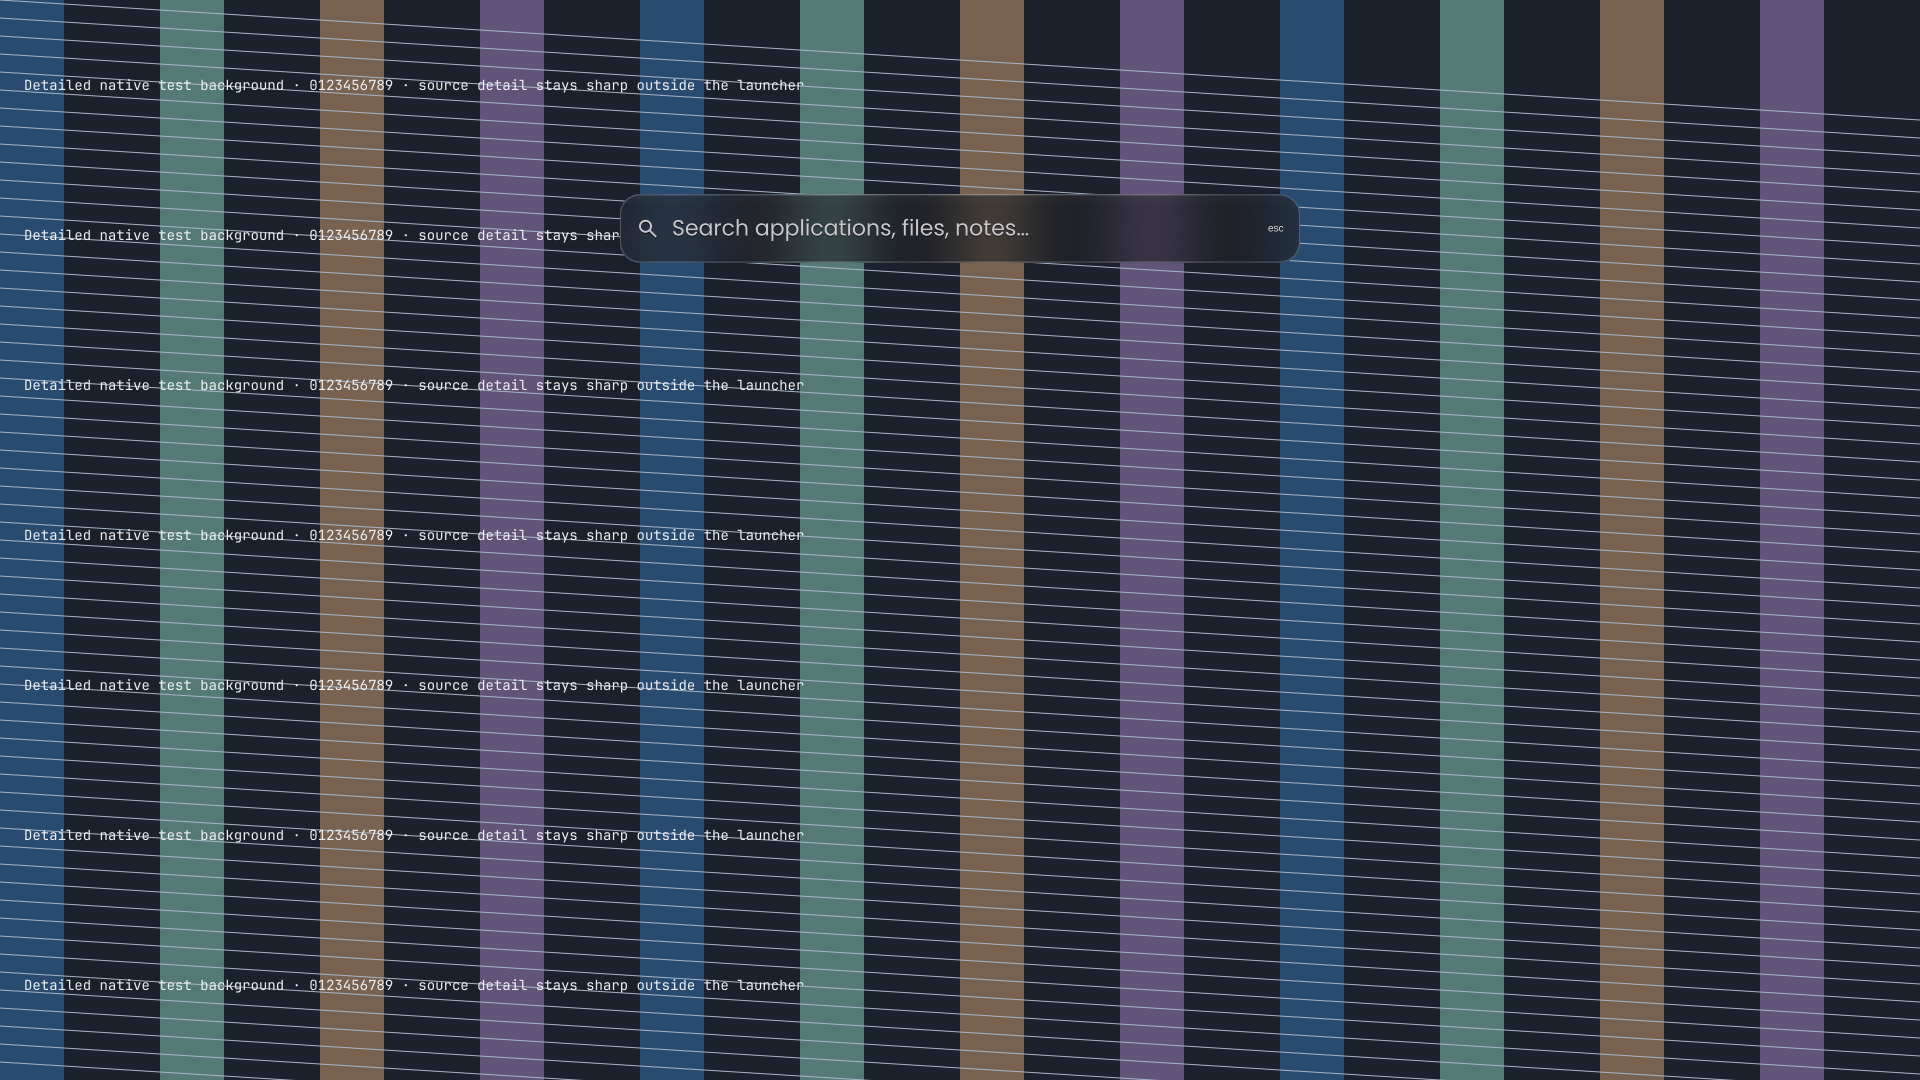 Detailed native test background · 0123456789 · source detail stays sharp outside the launcher
Search applications, files, notes...
esc
Detailed native test background · 0123456789 · source detail stays shar
Detailed native test background · 0123456789 · source detail stays sharp outside the launcher
Detailed native test background · 0123456789 · source detail stays sharp outside the launcher
Detailed native test background · 0123456789 · source detail stays sharp outside the launcher
Detailed native test background · 0123456789 · source detail stays sharp outside the launcher
Detailed native test background · 0123456789 · source detail stays sharp outside the launcher